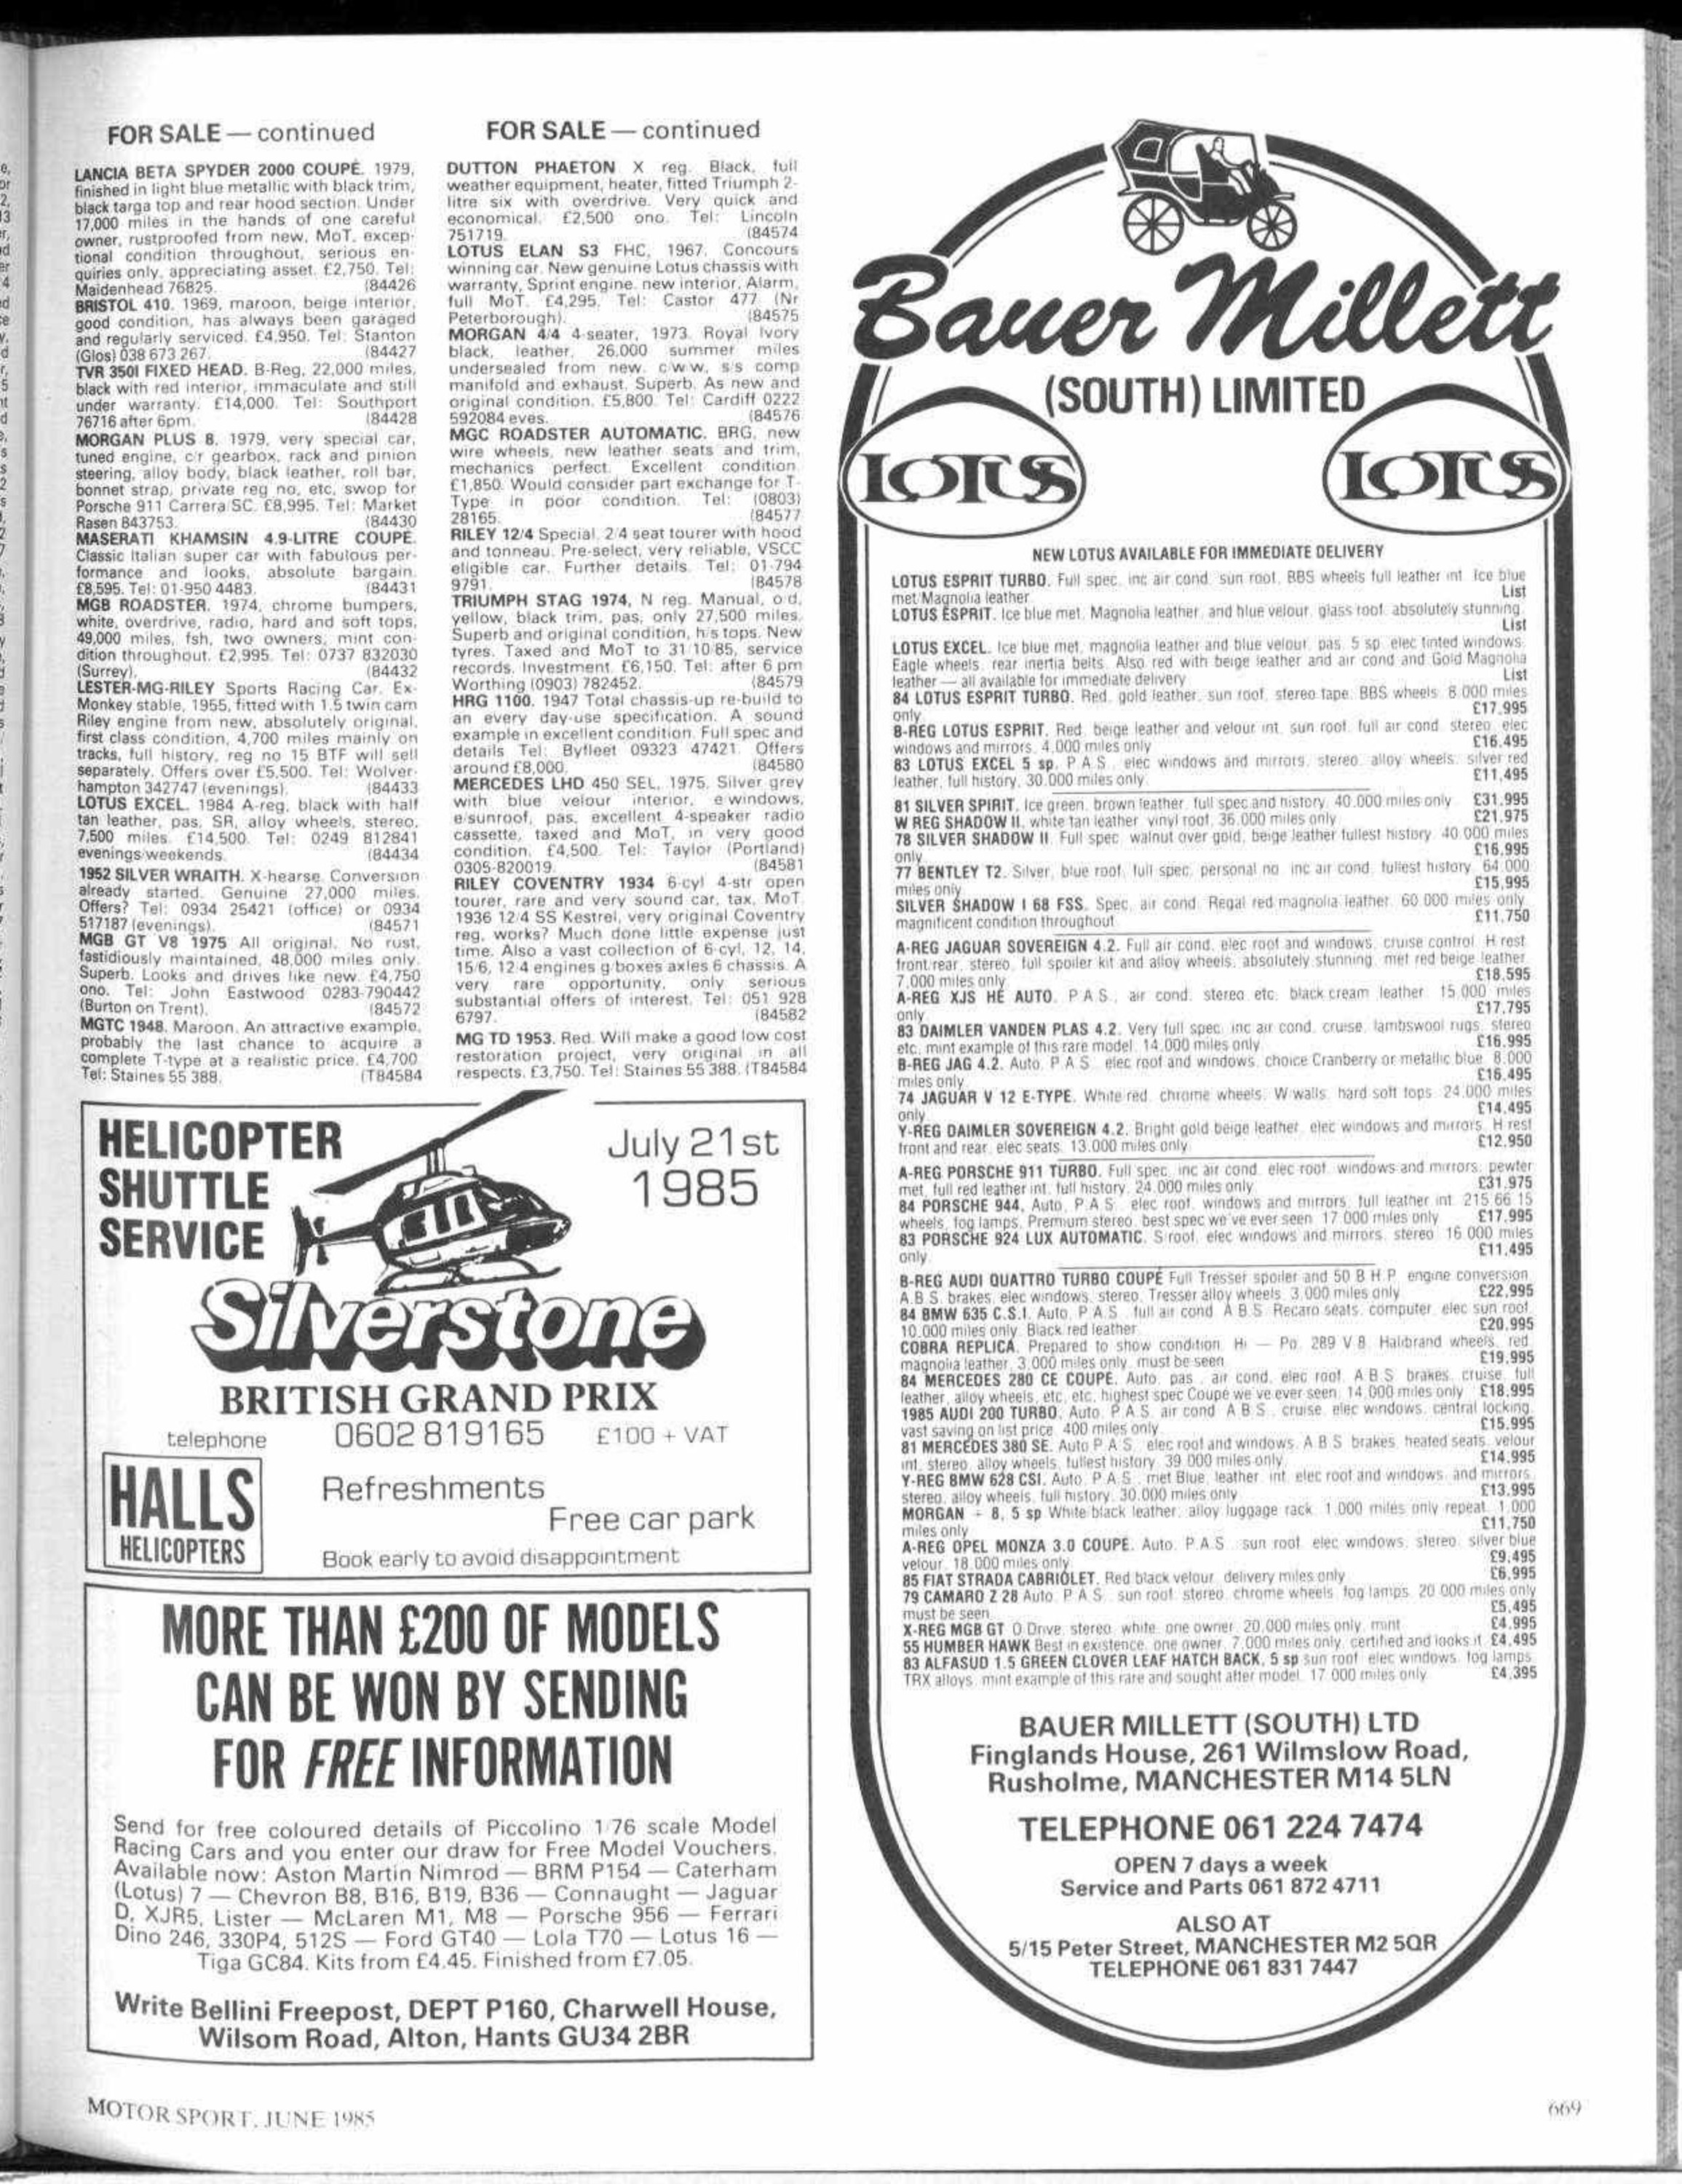 FOR SALE — continued
LANCIA BETA SPYDER 2000 COUPÉ. 1979,
finished in light blue metallic with black trim,
black targa top and rear hood section. Under
17,000 miles in the hands of one careful
owner, rustproofed from new, MoT, excep-
tional condition throughout, serious en-
quiries only, appreciating asset. £2,750. Tel:
Maidenhead 76825. (84426
BRISTOL 410. 1969, maroon, beige interior,
good condition, has always been garaged
and regularly serviced. £4,950. Tel: Stanton
(Glos) 038 673 267. (84427
TVR 350I FIXED HEAD. B-Reg, 22,000 miles,
black with red interior, immaculate and still
under warranty. £14,000. Tel: Southport
76716 after 6pm. (84428
MORGAN PLUS 8. 1979, very special car,
tuned engine, c/r gearbox, rack and pinion
steering, alloy body, black leather, roll bar,
bonnet strap, private reg no, etc, swop for
Porsche 911 Carrera/SC. £8,995. Tel: Market
Rasen 843753. (84430
MASERATI KHAMSIN 4.9-LITRE COUPE.
Classic Italian super car with fabulous per-
formance and looks, absolute bargain.
£8,595. Tel: 01-950 4483. (84431
MGB ROADSTER. 1974, chrome bumpers,
white, overdrive, radio, hard and soft tops,
49,000 miles, fsh, two owners, mint con-
dition throughout. £2,995. Tel: 0737 832030
(Surrey). (84432
LESTER-MG-RILEY Sports Racing Car. Ex-
Monkey stable, 1955, fitted with 1.5 twin cam
Riley engine from new, absolutely original,
first class condition, 4,700 miles mainly on
tracks, full history, reg no 15 BTF will sell
separately. Offers over £5,500. Tel: Wolver-
hampton 342747 (evenings). (84433
LOTUS EXCEL. 1984 A-reg, black with half
tan leather, pas, SR, alloy wheels, stereo,
7,500 miles. £14,500. Tel: 0249 812841
evenings/weekends. (84434
1952 SILVER WRAITH. X-hearse. Conversion
already started. Genuine 27,000 miles.
Offers? Tel: 0934 25421 (office) or 0934
517187 (evenings). (84571
MGB GT V8 1975 All original. No rust,
fastidiously maintained, 48,000 miles only.
Superb. Looks and drives like new. £4,750
ono. Tel: John Eastwood 0283-790442
(Burton on Trent). (84572
MGTC 1948. Maroon. An attractive example,
probably the last chance to acquire a
complete T-type at a realistic price. £4,700.
Tel: Staines 55 388. (T84584
FOR SALE — continued
DUTTON PHAETON X reg. Black, full
weather equipment, heater, fitted Triumph 2-
litre six with overdrive. Very quick and
economical. £2,500 ono. Tel: Lincoln
751719. (84574
LOTUS ELAN S3 FHC, 1967. Concours
winning car. New genuine Lotus chassis with
warranty, Sprint engine, new interior, Alarm,
full MoT. £4,295. Tel: Castor 477 (Nr
Peterborough). (84575
MORGAN 4/4 4-seater, 1973. Royal Ivory
black, leather, 26,000 summer miles
undersealed from new. c/w/w, s/s comp
manifold and exhaust. Superb. As new and
original condition. £5,800. Tel: Cardiff 0222
592084 eves. (84576
MGC ROADSTER AUTOMATIC. BRG, new
wire wheels, new leather seats and trim,
mechanics perfect. Excellent condition.
£1,850. Would consider part exchange for T-
Type in poor condition. Tel: (0803)
28165. (84577
RILEY 12/4 Special. 2/4 seat tourer with hood
and tonneau. Pre-select, very reliable, VSCC
eligible car. Further details. Tel: 01-794
9791. (84578
TRIUMPH STAG 1974, N reg. Manual, o/d,
yellow, black trim, pas, only 27,500 miles.
Superb and original condition, h/s tops. New
tyres. Taxed and MoT to 31/10/85, service
records. Investment. £6,150. Tel: after 6 pm
Worthing (0903) 782452. (84579
HRG 1100. 1947 Total chassis-up re-build to
an every day-use specification. A sound
example in excellent condition. Full spec and
details Tel: Byfleet 09323 47421. Offers
around £8,000. (84580
MERCEDES LHD 450 SEL, 1975. Silver grey
with blue velour interior, e/windows,
e/sunroof, pas, excellent 4-speaker radio
cassette, taxed and MoT, in very good
condition. £4,500. Tel: Taylor (Portland)
0305-820019. (84581
RILEY COVENTRY 1934 6-cyl 4-str open
tourer, rare and very sound car, tax, MoT.
1936 12/4 SS Kestrel, very original Coventry
reg, works? Much done little expense just
time. Also a vast collection of 6-cyl, 12, 14,
15/6, 12/4 engines g/boxes axles 6 chassis. A
very rare opportunity, only serious
substantial offers of interest. Tel: 051 928
6797. (84582
MG TD 1953. Red. Will make a good low cost
restoration project, very original in all
respects. £3,750. Tel: Staines 55 388. (T84584
HELICOPTER
SHUTTLE
SERVICE
July 21st
1985
Silverstone
BRITISH GRAND PRIX
telephone 0602 819165 £100 + VAT
HALLS
HELICOPTERS
Refreshments
Free car park
Book early to avoid disappointment
MORE THAN £200 OF MODELS
CAN BE WON BY SENDING
FOR FREE INFORMATION
Send for free coloured details of Piccolino 1/76 scale Model
Racing Cars and you enter our draw for Free Model Vouchers.
Available now: Aston Martin Nimrod — BRM P154 — Caterham
(Lotus) 7 — Chevron B8, B16, B19, B36 — Connaught — Jaguar
D, XJR5, Lister — McLaren M1, M8 — Porsche 956 — Ferrari
Dino 246, 330P4, 512S — Ford GT40 — Lola T70 — Lotus 16 —
Tiga GC84. Kits from £4.45. Finished from £7.05.
Write Bellini Freepost, DEPT P160, Charwell House,
Wilsom Road, Alton, Hants GU34 2BR
Bauer Millett
(SOUTH) LIMITED
LOTUS
LOTUS
NEW LOTUS AVAILABLE FOR IMMEDIATE DELIVERY
LOTUS ESPRIT TURBO. Full spec, inc air cond, sun roof, BBS wheels full leather int. Ice blue
met/Magnolia leather. List
LOTUS ESPRIT. Ice blue met. Magnolia leather, and blue velour, glass roof, absolutely stunning.
List
LOTUS EXCEL. Ice blue met, magnolia leather and blue velour, pas, 5 sp, elec tinted windows.
Eagle wheels, rear inertia belts. Also red with beige leather and air cond and Gold Magnolia
leather — all available for immediate delivery List
84 LOTUS ESPRIT TURBO. Red, gold leather, sun roof, stereo tape, BBS wheels, 8,000 miles
only £17,995
B-REG LOTUS ESPRIT. Red, beige leather and velour int, sun roof, full air cond, stereo, elec
windows and mirrors, 4,000 miles only £16,495
83 LOTUS EXCEL 5 sp. P.A.S., elec windows and mirrors, stereo, alloy wheels, silver red
leather, full history, 30,000 miles only £11,495
81 SILVER SPIRIT. Ice green, brown leather, full spec and history, 40,000 miles only £31,995
W REG SHADOW II. white tan leather, vinyl roof, 36,000 miles only £21,975
78 SILVER SHADOW II. Full spec, walnut over gold, beige leather fullest history, 40,000 miles
only £16,995
77 BENTLEY T2. Silver, blue roof, full spec, personal no, inc air cond, fullest history, 64,000
miles only £15,995
SILVER SHADOW I 68 FSS. Spec, air cond. Regal red magnolia leather, 60,000 miles only,
magnificent condition throughout £11,750
A-REG JAGUAR SOVEREIGN 4.2. Full air cond, elec roof and windows, cruise control, H rest
front/rear, stereo, full spoiler kit and alloy wheels, absolutely stunning, met red beige leather,
7,000 miles only £18,595
A-REG XJS HE AUTO. P.A.S., air cond, stereo etc, black cream leather, 15,000 miles
only £17,795
83 DAIMLER VANDEN PLAS 4.2. Very full spec, inc air cond, cruise, lambswool rugs, stereo
etc, mint example of this rare model, 14,000 miles only £16,995
B-REG JAG 4.2. Auto, P.A.S., elec roof and windows, choice Cranberry or metallic blue, 8,000
miles only £16,495
74 JAGUAR V 12 E-TYPE. White red, chrome wheels, W walls, hard soft tops, 24,000 miles
only £14,495
Y-REG DAIMLER SOVEREIGN 4.2. Bright gold beige leather, elec windows and mirrors, H rest
front and rear, elec seats, 13,000 miles only £12,950
A-REG PORSCHE 911 TURBO. Full spec, inc air cond, elec roof, windows and mirrors, pewter
met, full red leather int, full history, 24,000 miles only £31,975
84 PORSCHE 944, Auto, P.A.S., elec roof, windows and mirrors, full leather int, 215 66 15
wheels, fog lamps, Premium stereo, best spec we've ever seen, 17,000 miles only £17,995
83 PORSCHE 924 LUX AUTOMATIC. S/roof, elec windows and mirrors, stereo, 16,000 miles
only £11,495
B-REG AUDI QUATTRO TURBO COUPÉ Full Tresser spoiler and 50 B.H.P. engine conversion,
A.B.S. brakes, elec windows, stereo, Tresser alloy wheels, 3,000 miles only £22,995
84 BMW 635 C.S.I. Auto, P.A.S., full air cond, A.B.S. Recaro seats, computer, elec sun roof,
10,000 miles only. Black red leather £20,995
COBRA REPLICA. Prepared to show condition. Hi — Po. 289 V.8. Halibrand wheels, red
magnolia leather, 3,000 miles only, must be seen £19,995
84 MERCEDES 280 CE COUPE. Auto, pas, air cond, elec roof, A.B.S. brakes, cruise, full
leather, alloy wheels, etc, etc, highest spec Coupe we've ever seen, 14,000 miles only £18,995
1985 AUDI 200 TURBO. Auto, P.A.S, air cond, A.B.S., cruise, elec windows, central locking,
vast saving on list price, 400 miles only £15,995
81 MERCEDES 380 SE. Auto P.A.S., elec roof and windows, A.B.S. brakes, heated seats, velour
int, stereo, alloy wheels, fullest history, 39,000 miles only £14,995
Y-REG BMW 628 CSI. Auto, P.A.S., met Blue, leather, int, elec roof and windows, and mirrors,
stereo, alloy wheels, full history, 30,000 miles only £13,995
MORGAN + 8, 5 sp White/black leather, alloy luggage rack, 1,000 miles only repeat, 1,000
miles only £11,750
A-REG OPEL MONZA 3.0 COUPE. Auto, P.A.S., sun roof, elec windows, stereo, silver blue
velour, 18,000 miles only £9,495
85 FIAT STRADA CABRIOLET. Red black velour, delivery miles only £6,995
79 CAMARO Z 28 Auto, P.A.S., sun roof, stereo, chrome wheels, fog lamps, 20,000 miles only
must be seen £5,495
X-REG MGB GT O/Drive, stereo, white, one owner, 20,000 miles only, mint £4,995
55 HUMBER HAWK Best in existence, one owner, 7,000 miles only, certified and looks it £4,495
83 ALFASUD 1.5 GREEN CLOVER LEAF HATCH BACK, 5 sp sun roof, elec windows, fog lamps,
TRX alloys, mint example of this rare and sought after model, 17,000 miles only £4,395
BAUER MILLETT (SOUTH) LTD
Finglands House, 261 Wilmslow Road,
Rusholme, MANCHESTER M14 5LN
TELEPHONE 061 224 7474
OPEN 7 days a week
Service and Parts 061 872 4711
ALSO AT
5/15 Peter Street, MANCHESTER M2 5QR
TELEPHONE 061 831 7447
MOTOR SPORT, JUNE 1985
669